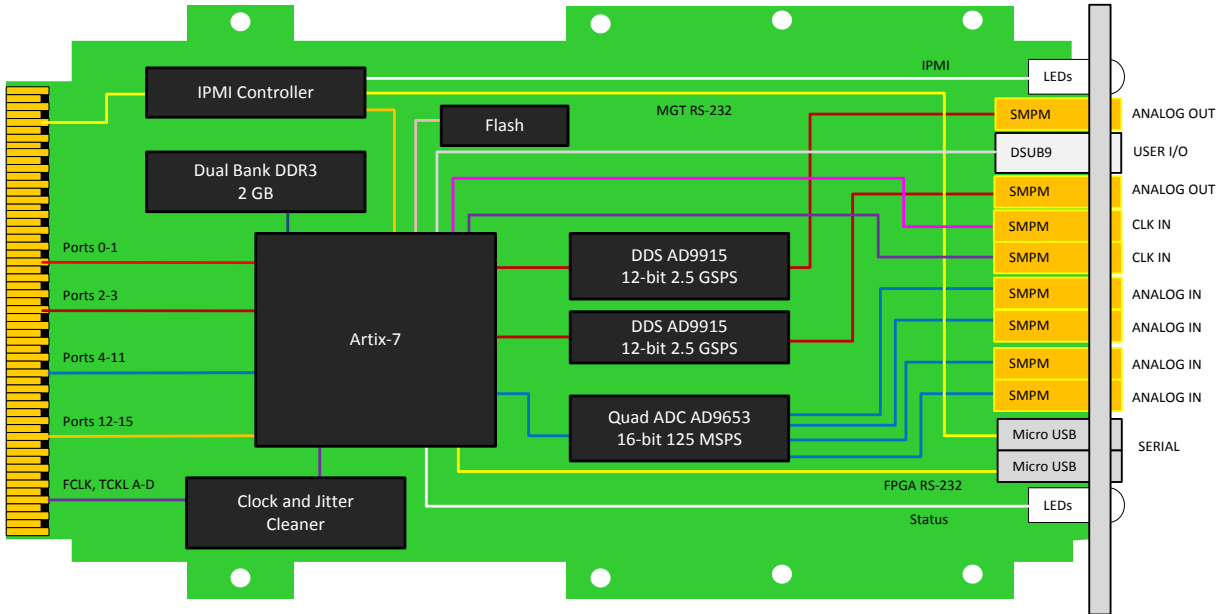 IPMI
LEDs
IPMI Controller
MGT RS-232
SMPM
ANALOG OUT
Flash
DSUB9
USER I/O
Dual Bank DDR3
2 GB
SMPM
ANALOG OUT
SMPM
CLK IN
Ports 0-1
DDS AD9915
12-bit 2.5 GSPS
SMPM
CLK IN
Ports 2-3
SMPM
ANALOG IN
Artix-7
DDS AD9915
12-bit 2.5 GSPS
SMPM
ANALOG IN
Ports 4-11
SMPM
ANALOG IN
SMPM
ANALOG IN
Ports 12-15
Quad ADC AD9653
16-bit 125 MSPS
Micro USB
SERIAL
Micro USB
FCLK, TCKL A-D
FPGA RS-232
Clock and Jitter
Cleaner
LEDs
Status